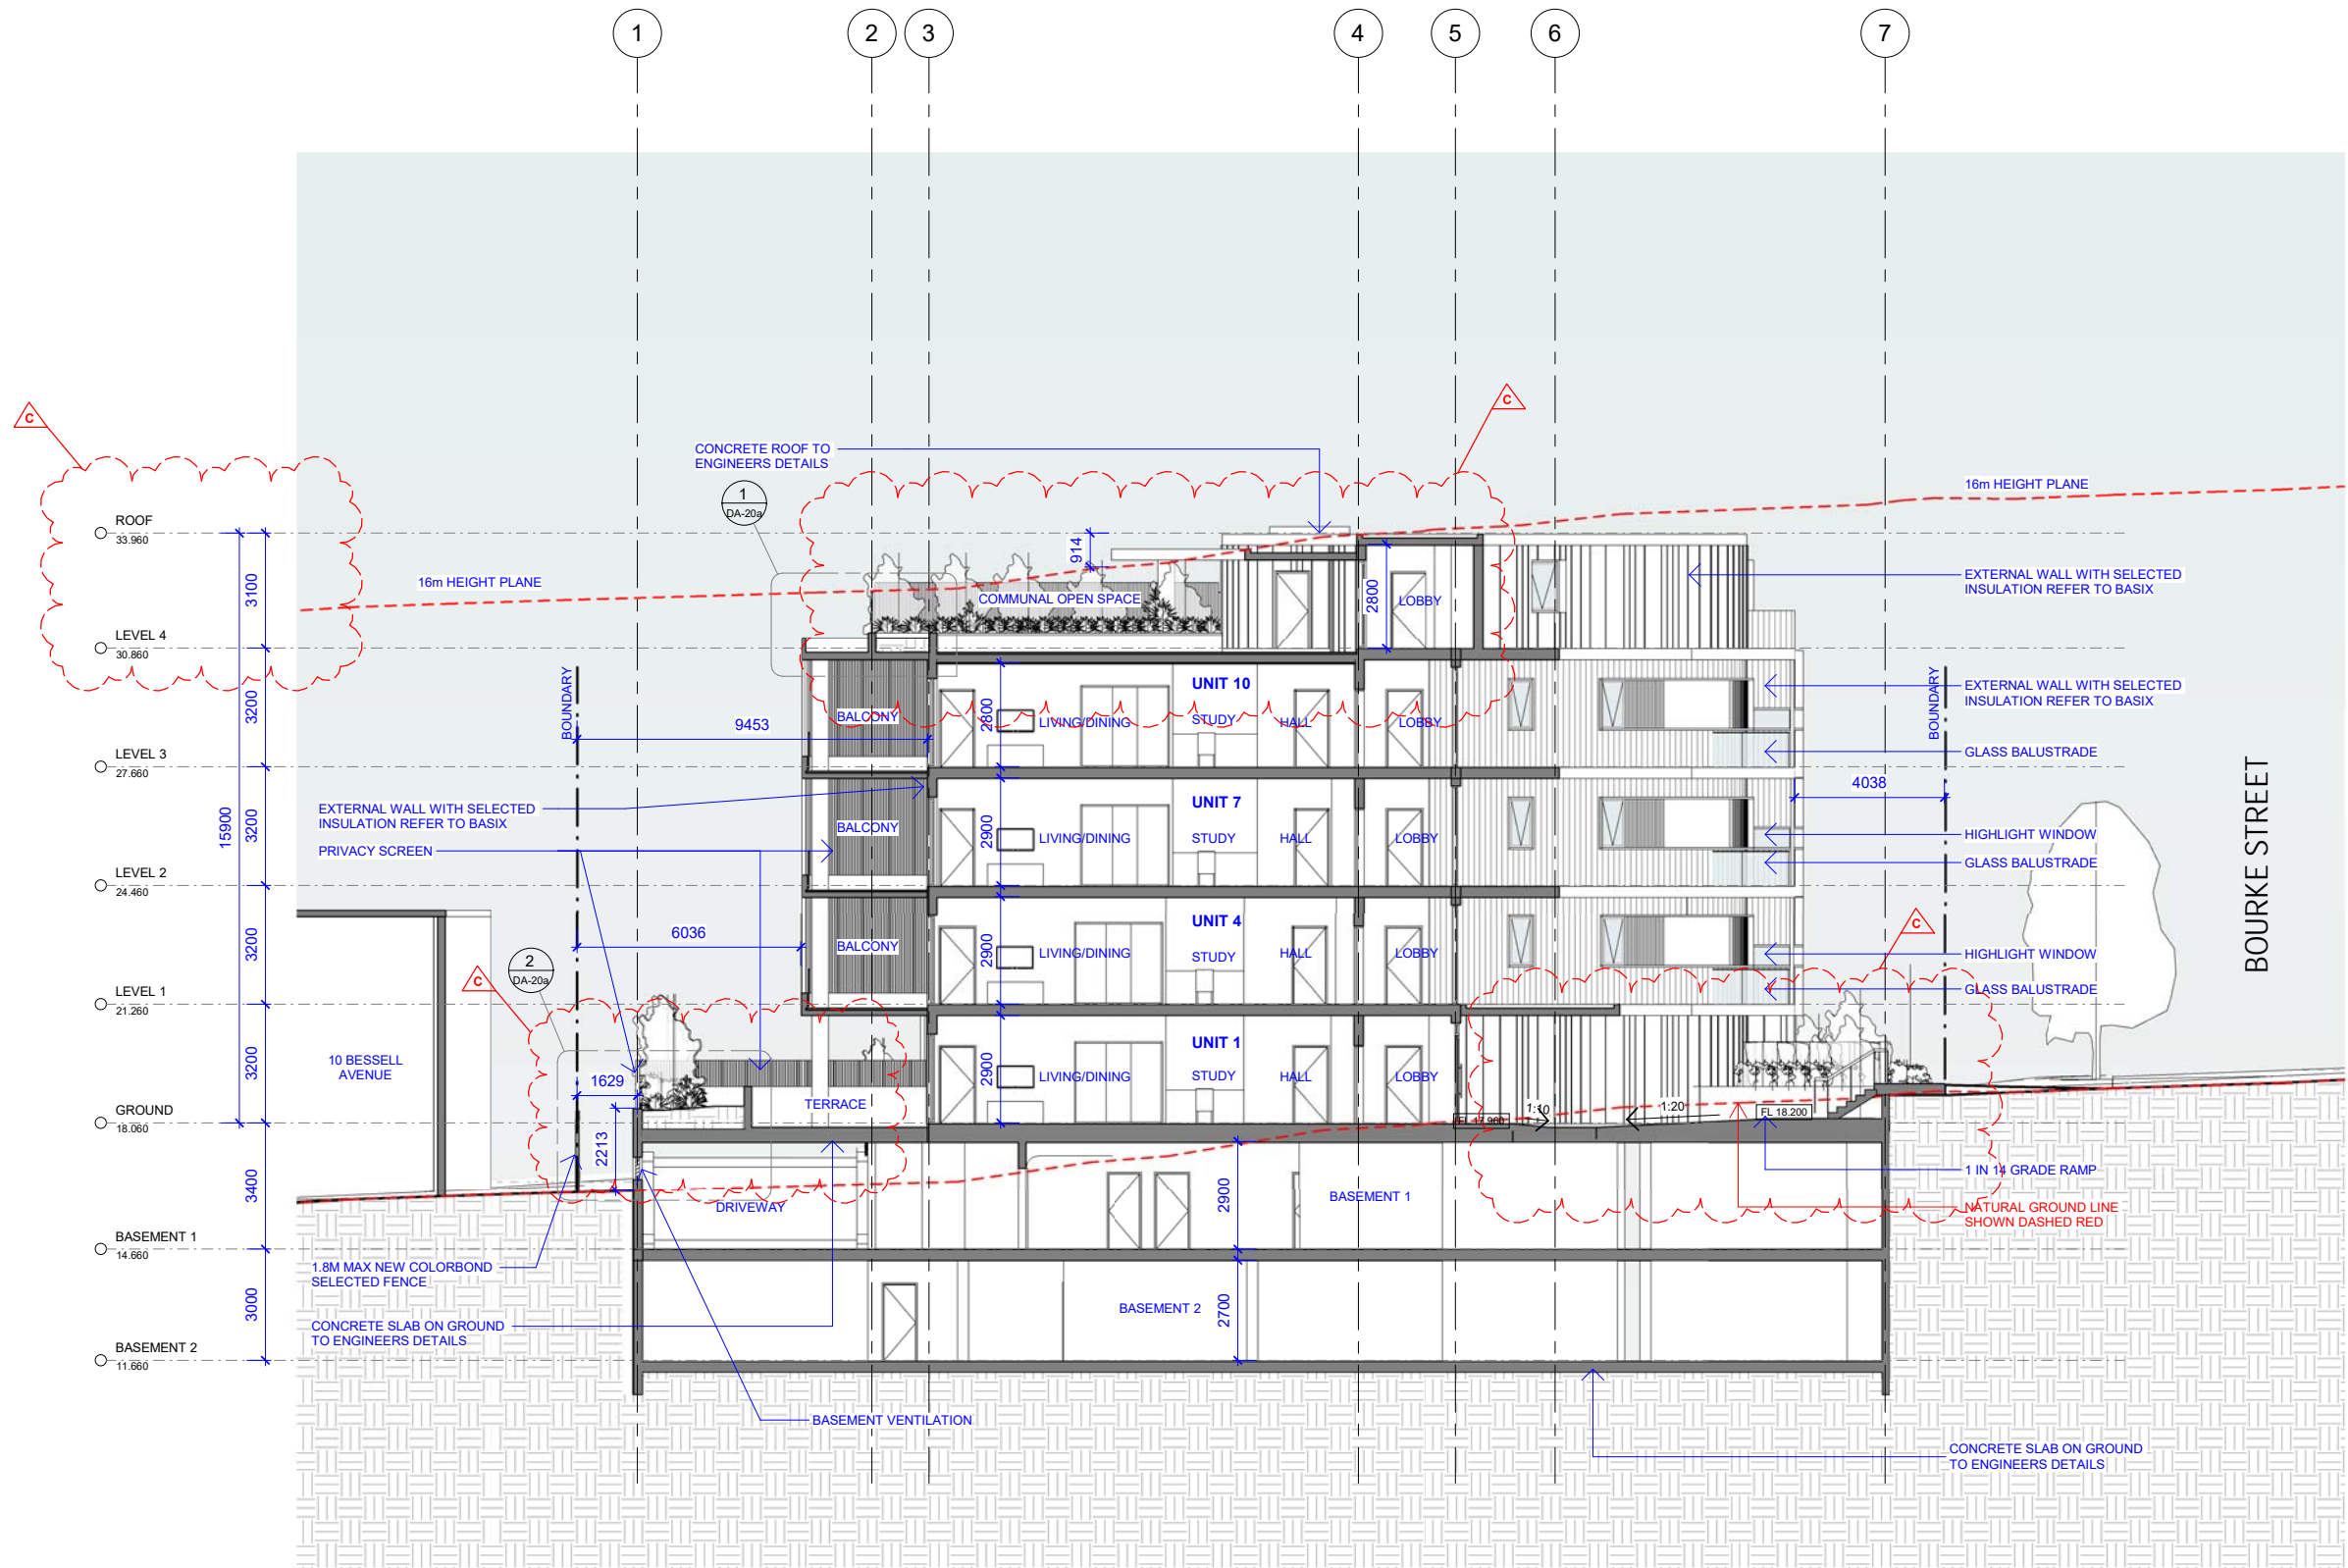 1
2
3
4
5
6
7
C
C
CONCRETE ROOF TO
ENGINEERS DETAILS
16m HEIGHT PLANE
1
DA-20a
ROOF
33.960
914
16m HEIGHT PLANE
3100
COMMUNAL OPEN SPACE
2800
LOBBY
EXTERNAL WALL WITH SELECTED
INSULATION REFER TO BASIX
LEVEL 4
30.860
BOUNDARY
UNIT 10
EXTERNAL WALL WITH SELECTED
INSULATION REFER TO BASIX
3200
BALCONY
2800
LIVING/DINING
STUDY
HALL
LOBBY
BOUNDARY
9453
LEVEL 3
27.660
GLASS BALUSTRADE
4038
BOURKE STREET
EXTERNAL WALL WITH SELECTED
INSULATION REFER TO BASIX
UNIT 7
15900
3200
BALCONY
2900
LIVING/DINING
STUDY
HALL
LOBBY
HIGHLIGHT WINDOW
PRIVACY SCREEN
GLASS BALUSTRADE
LEVEL 2
24.460
UNIT 4
C
3200
6036
BALCONY
2900
LIVING/DINING
STUDY
HALL
LOBBY
HIGHLIGHT WINDOW
2
DA-20a
C
GLASS BALUSTRADE
LEVEL 1
21.260
UNIT 1
10 BESSELL
AVENUE
3200
1629
2900
LIVING/DINING
STUDY
HALL
LOBBY
TERRACE
GROUND
18.060
FL 17.960
1:10
1:20
FL 18.200
2213
1 IN 14 GRADE RAMP
3400
DRIVEWAY
2900
BASEMENT 1
NATURAL GROUND LINE
SHOWN DASHED RED
BASEMENT 1
14.660
1.8M MAX NEW COLORBOND
SELECTED FENCE
3000
BASEMENT 2
2700
CONCRETE SLAB ON GROUND
TO ENGINEERS DETAILS
BASEMENT 2
11.660
BASEMENT VENTILATION
CONCRETE SLAB ON GROUND
TO ENGINEERS DETAILS